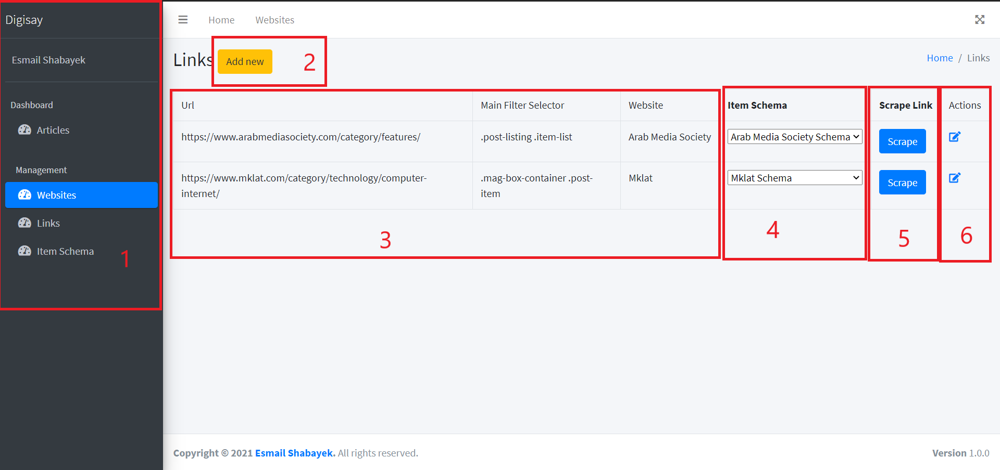 Digisay
Esmail Shabayek
Dashboard
Articles
Management
Websites
Links
Item Schema
1
Home
Websites
Links
Add new
2
Home / Links
Url
Main Filter Selector
Website
Item Schema
Scrape Link
Actions
https://www.arabmediasociety.com/category/features/
.post-listing .item-list
Arab Media Society
Arab Media Society Schema
Scrape
https://www.mklat.com/category/technology/computer-
internet/
.mag-box-container .post-
item
Mklat
Mklat Schema
Scrape
3
4
5
6
Copyright © 2021 Esmail Shabayek. All rights reserved.
Version 1.0.0